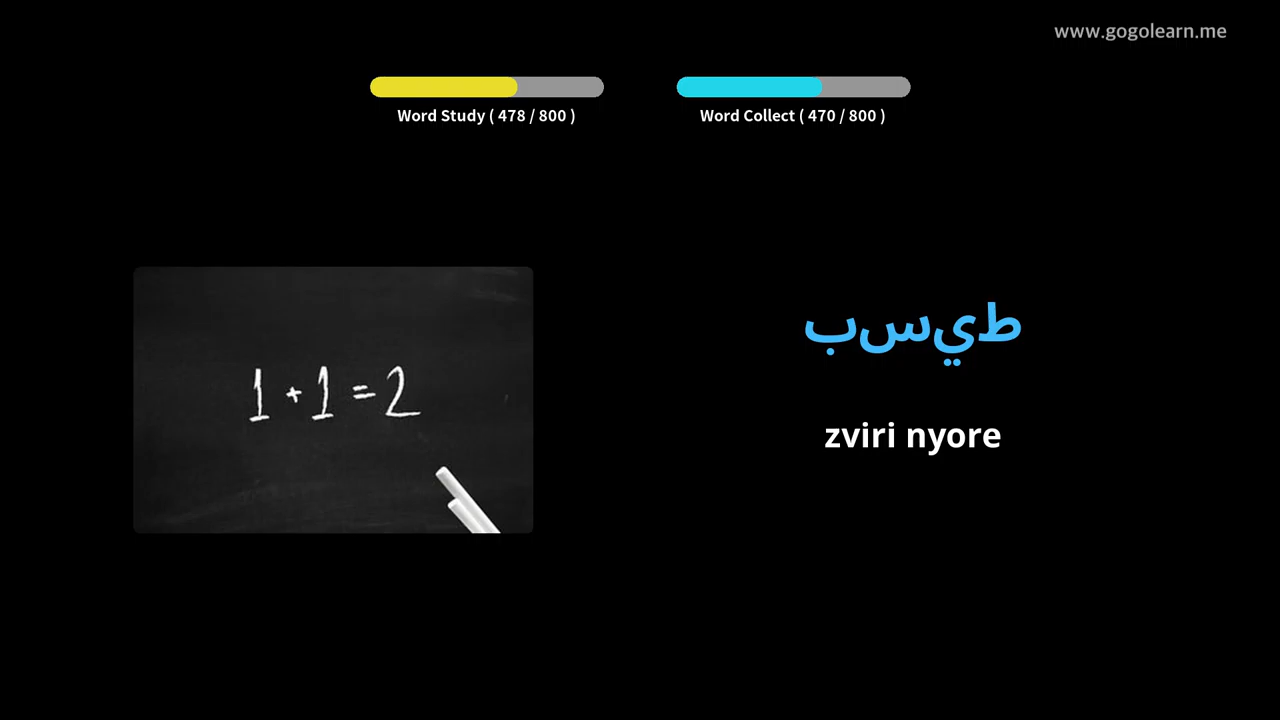 www.gogolearn.me
Word Study ( 478 / 800 )
Word Collect ( 470 / 800 )
1 + 1 = 2
بسيط
zviri nyore